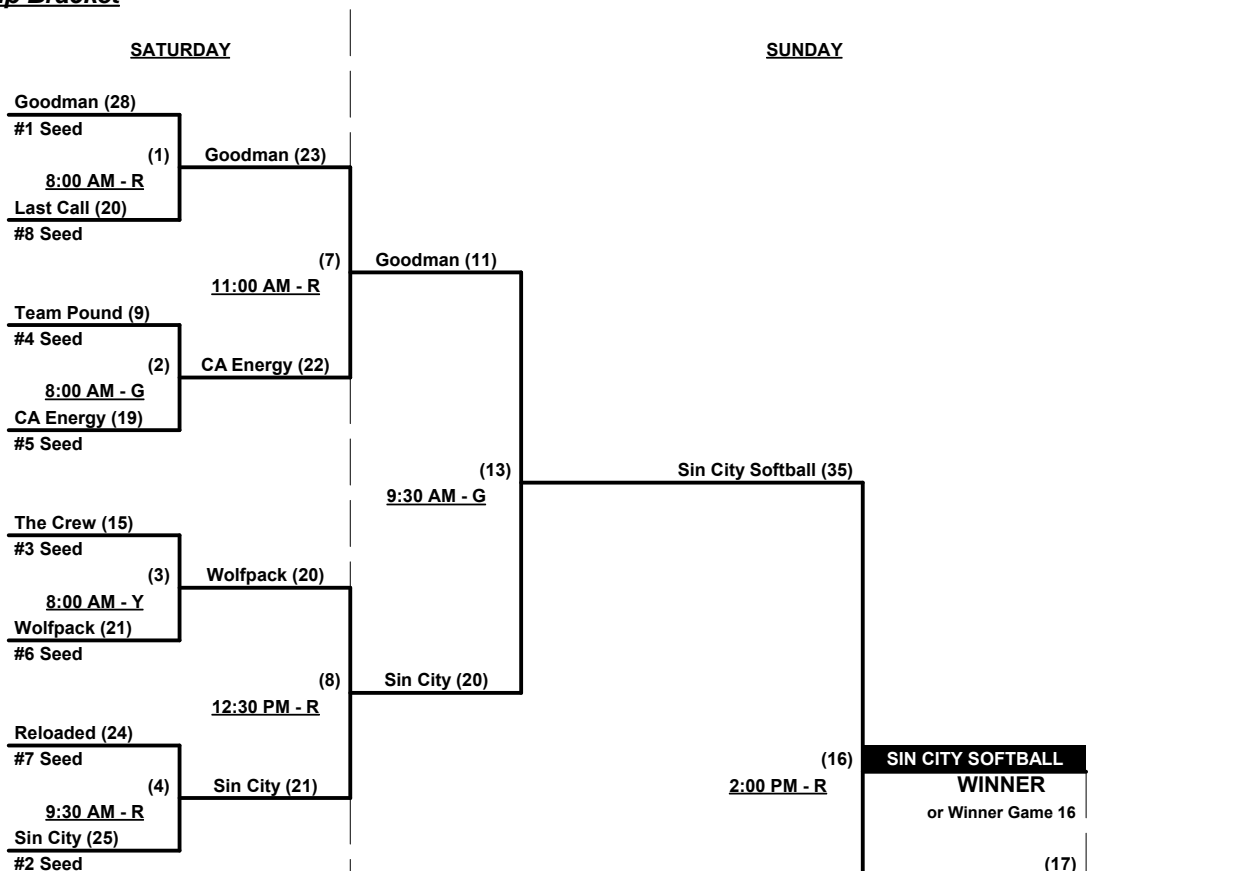 SATURDAY
SUNDAY
Goodman (28)
#1 Seed
(1)
Goodman (23)
8:00 AM - R
Last Call (20)
#8 Seed
(7)
Goodman (11)
11:00 AM - R
Team Pound (9)
#4 Seed
(2)
CA Energy (22)
8:00 AM - G
CA Energy (19)
#5 Seed
(13)
Sin City Softball (35)
9:30 AM - G
The Crew (15)
#3 Seed
(3)
Wolfpack (20)
8:00 AM - Y
Wolfpack (21)
#6 Seed
(8)
Sin City (20)
12:30 PM - R
Reloaded (24)
#7 Seed
(16)
SIN CITY SOFTBALL
(4)
Sin City (21)
2:00 PM - R
WINNER
9:30 AM - R
or Winner Game 16
Sin City (25)
#2 Seed
(17)